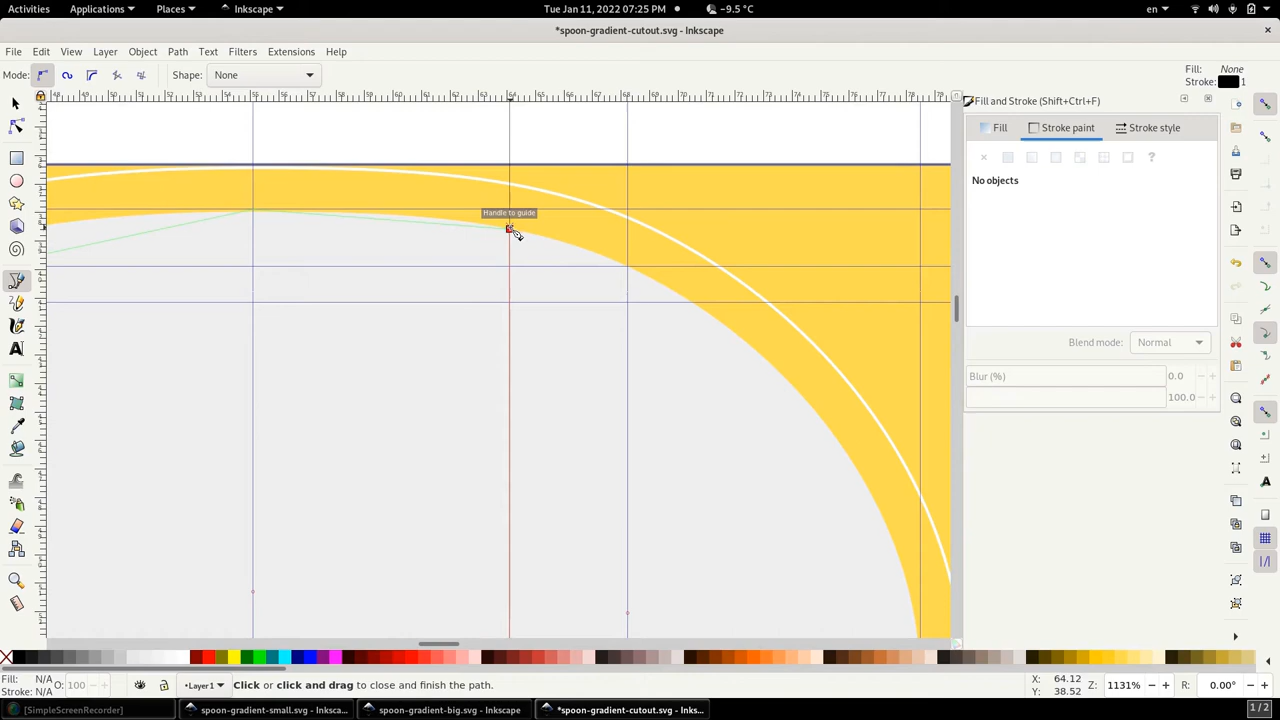 Activities
Applications
Places
Inkscape
Tue Jan 11, 2022 07:25 PM
-9.5 °C
en
*spoon-gradient-cutout.svg - Inkscape
File Edit View Layer Object Path Text Filters Extensions Help
Mode:
Shape:
None
Fill: None
Stroke: 1
Fill and Stroke (Shift+Ctrl+F)
Fill
Stroke paint
Stroke style
No objects
Handle to guide
Blend mode: Normal
Blur (%) 0.0
100.0
Fill: N/A
Stroke: N/A
O: 100
•Layer 1
Click or click and drag to close and finish the path.
X: 64.12
Y: 38.52
Z: 1131%
R: 0.00°
[SimpleScreenRecorder]
spoon-gradient-small.svg - Inksca...
spoon-gradient-big.svg - Inkscape
*spoon-gradient-cutout.svg - Inks...
1 / 2